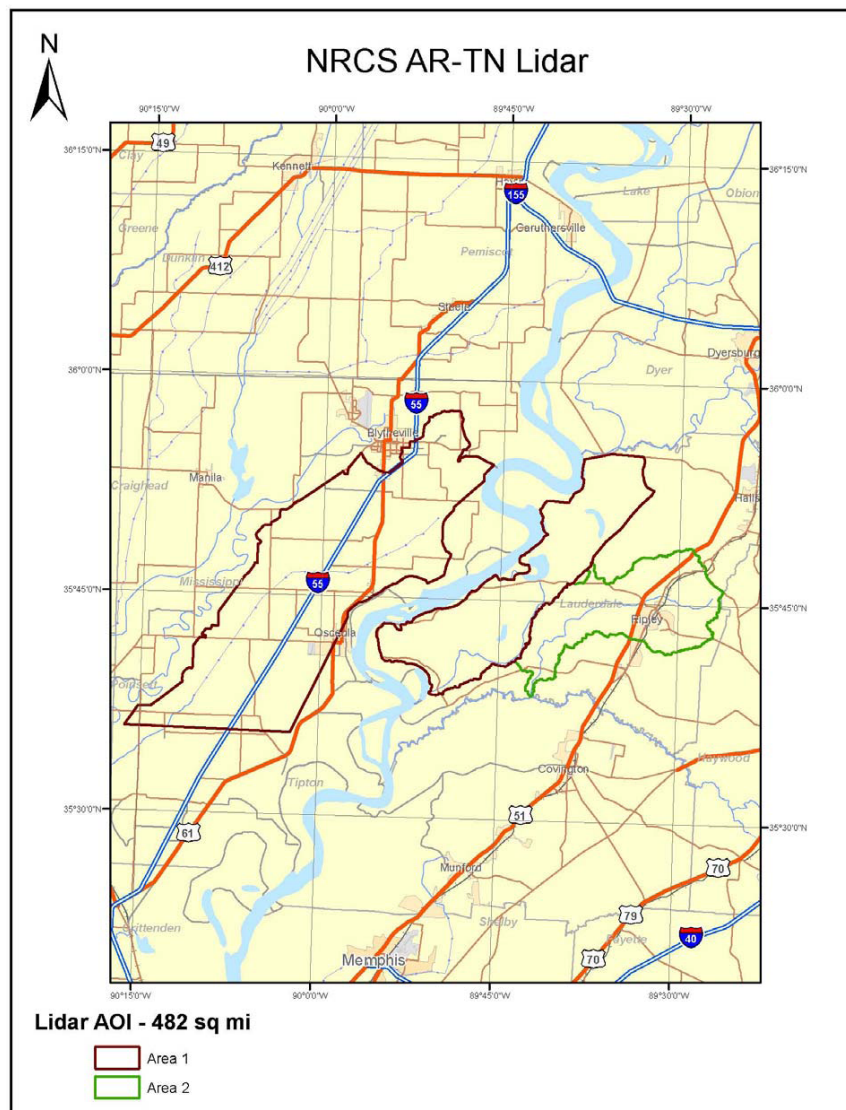 NRCS AR-TN Lidar
N
90°15'0"W 90°0'0"W 89°45'0"W 89°30'0"W
36°15'0"N 36°15'0"N
Clay
49
Kennett
155
Lake Obion
Greene
Caruthersville
Dunklin Pemiscot
412
Steele
Dyer
Dyersburg
36°0'0"N 36°0'0"N
55
Blytheville
Manila
Craighead
Halls
Mississippi
55
35°45'0"N 35°45'0"N
Lauderdale
Ripley
Osceola
Poinsett
Haywood
Covington
Tipton
35°30'0"N 35°30'0"N
61
51
Munford
70
79
Shelby
Crittenden
Fayette
40
70
Memphis
90°15'0"W 90°0'0"W 89°45'0"W 89°30'0"W
Lidar AOI - 482 sq mi
Area 1
Area 2